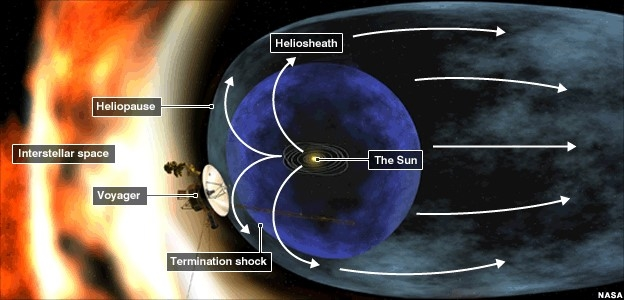 Heliosheath
Heliopause
Interstellar space
The Sun
Voyager
Termination shock
NASA